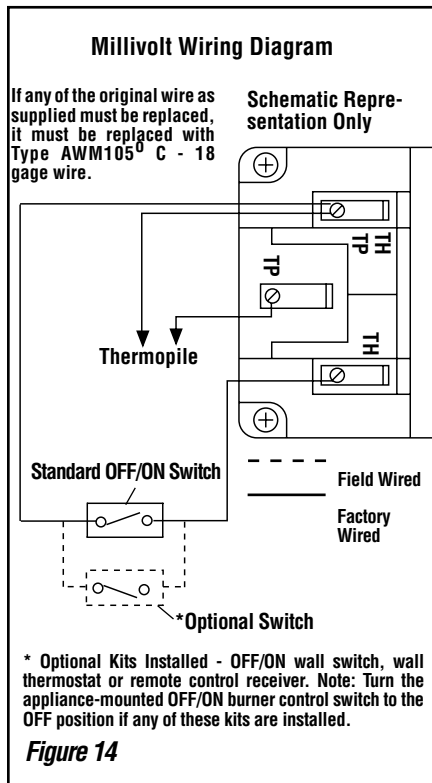 Millivolt Wiring Diagram
If any of the original wire as
supplied must be replaced,
it must be replaced with
Type AWM105⁰ C - 18
gage wire.
Schematic Repre-
sentation Only
TH
TP
TP
TH
Thermopile
Standard OFF/ON Switch
Field Wired
Factory
Wired
*Optional Switch
* Optional Kits Installed - OFF/ON wall switch, wall
thermostat or remote control receiver. Note: Turn the
appliance-mounted OFF/ON burner control switch to the
OFF position if any of these kits are installed.
Figure 14